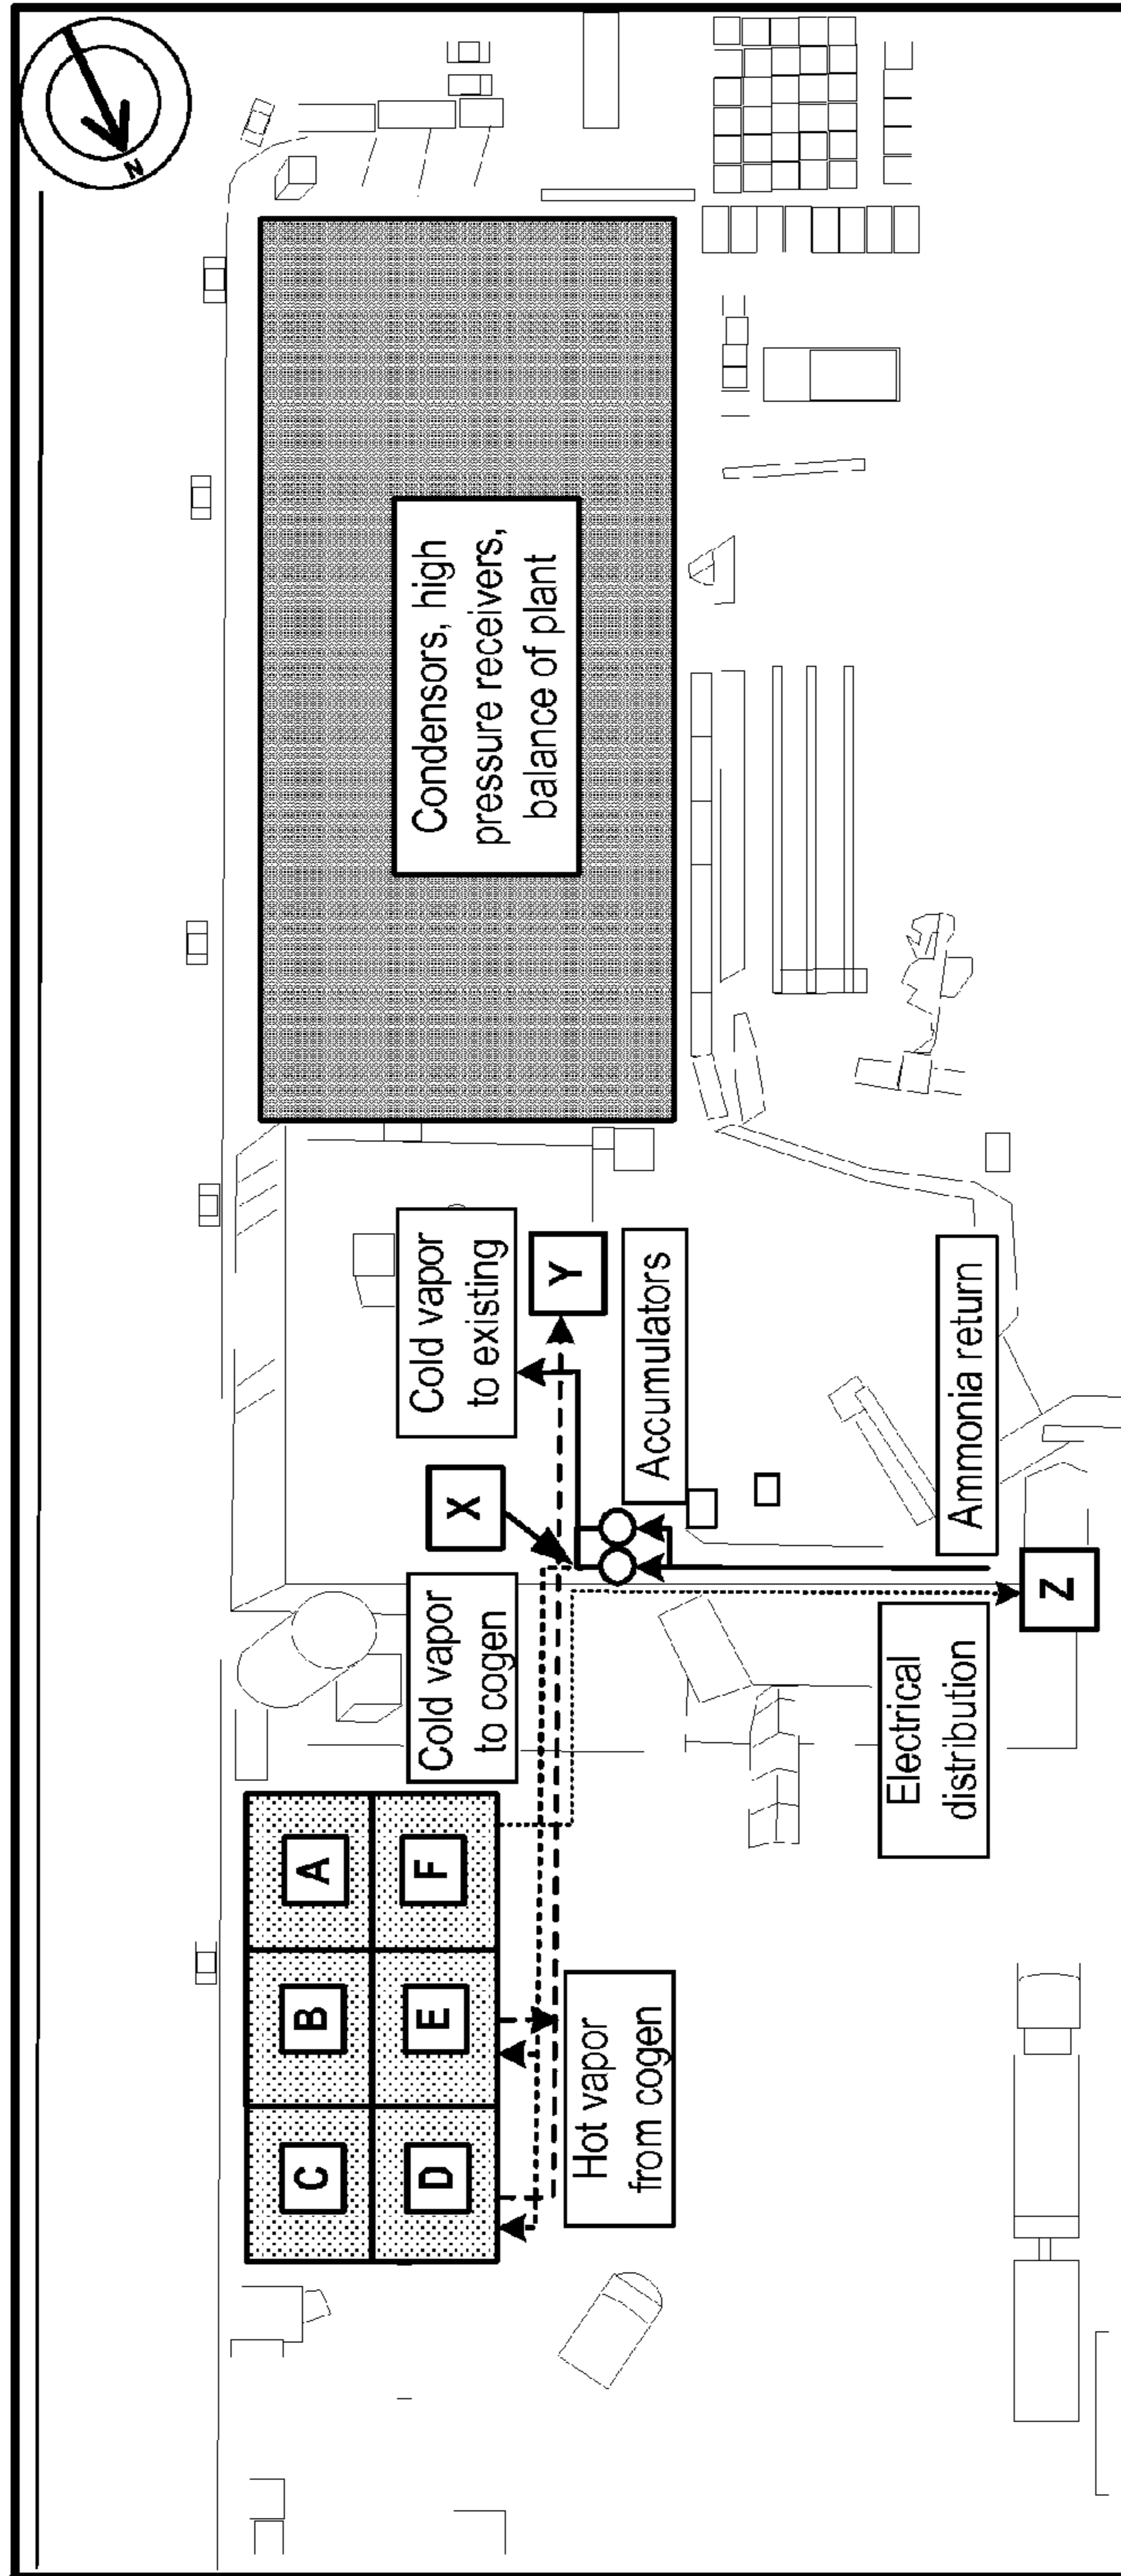 N
Condensors, high
pressure receivers,
balance of plant
Cold vapor
to existing
Y
Accumulators
Ammonia return
X
Cold vapor
to cogen
Z
Electrical
distribution
A
F
B
E
C
D
Hot vapor
from cogen